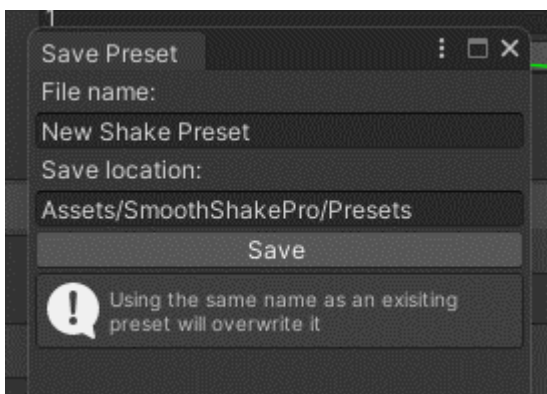 1
Save Preset
File name:
New Shake Preset
Save location:
Assets/SmoothShakePro/Presets
Save
Using the same name as an exisiting
preset will overwrite it